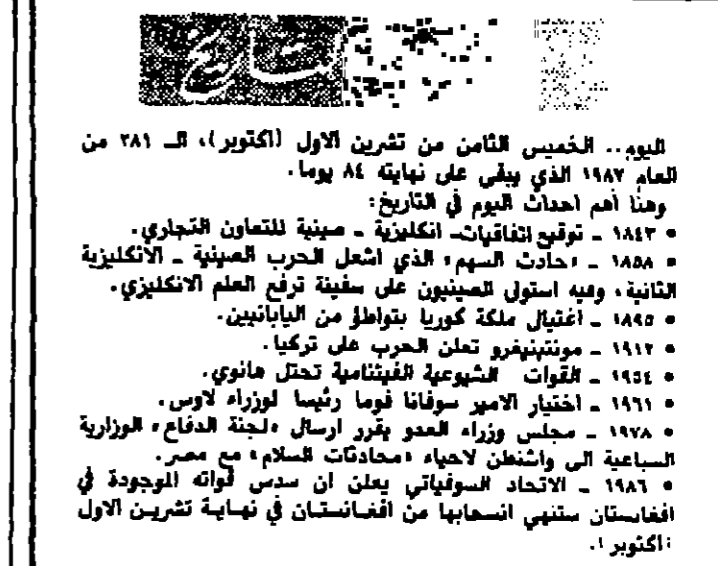 تاريخ
اليوم.. الخميس الثامن من تشرين الاول (اكتوبر)، الـ ٢٨١ من
العام ١٩٨٧ الذي يبقى على نهايته ٨٤ يوما.
وهنا أهم احداث اليوم في التاريخ:
• ١٨٤٣ ـ توقيع اتفاقيات ـ انكليزية ـ صينية للتعاون التجاري.
• ١٨٥٨ ـ «حادث السهم» الذي اشعل الحرب الصينية ـ الانكليزية
الثانية، وفيه استولى الصينيون على سفينة ترفع العلم الانكليزي.
• ١٨٩٥ ـ اغتيال ملكة كوريا بتواطؤ من اليابانيين.
• ١٩١٢ ـ مونتينيغرو تعلن الحرب على تركيا.
• ١٩٥٤ ـ القوات الشيوعية الفيتنامية تحتل هانوي.
• ١٩٦١ ـ اختيار الامير سوفانا فوما رئيسا لوزراء لاوس.
• ١٩٧٨ ـ مجلس وزراء العدو يقرر ارسال «لجنة الدفاع» الوزارية
السباعية الى واشنطن لاحياء «محادثات السلام» مع مصر.
• ١٩٨٦ ـ الاتحاد السوفياتي يعلن ان سدس قواته الموجودة في
افغانستان ستنهي انسحابها من افغانستان في نهاية تشرين الاول
(اكتوبر).